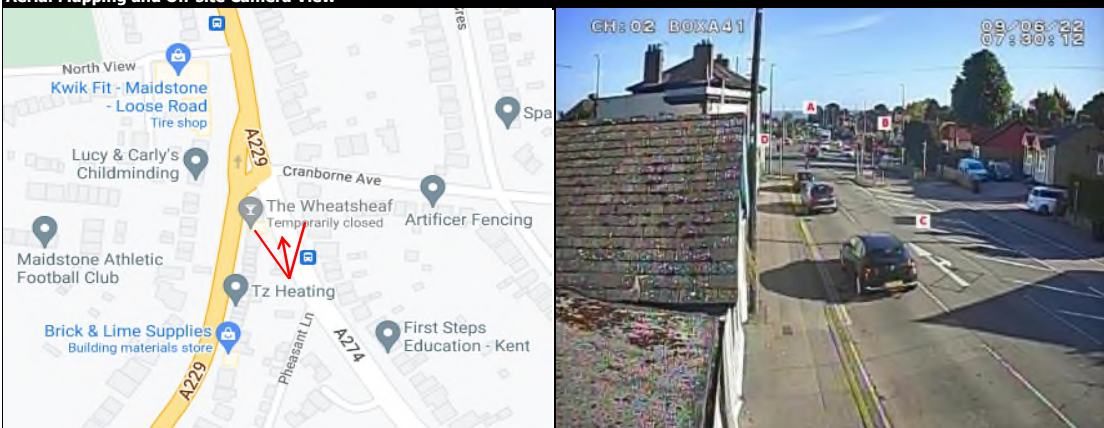 Aerial Mapping and On-Site Camera View
North View
Kwik Fit - Maidstone
- Loose Road
Tire shop
A229
Spa
Lucy & Carly's
Childminding
Cranborne Ave
The Wheatsheaf
Temporarily closed
Artificer Fencing
Maidstone Athletic
Football Club
Tz Heating
Brick & Lime Supplies
Building materials store
Pheasant Ln
A274
First Steps
Education - Kent
A229
CH:02 BOXA41
09/06/22
07:30:12
A
B
D
C